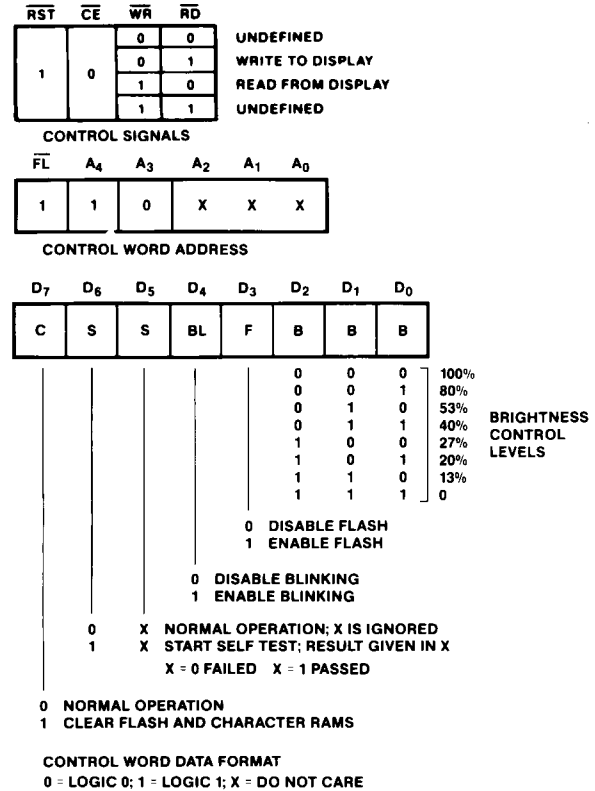 RST CE WR RD
0 0 UNDEFINED
0 1 WRITE TO DISPLAY
1 0 1 0 READ FROM DISPLAY
1 1 UNDEFINED
CONTROL SIGNALS
FL A4 A3 A2 A1 A0
1 1 0 X X X
CONTROL WORD ADDRESS
D7 D6 D5 D4 D3 D2 D1 D0
C S S BL F B B B
0 0 0 100%
0 0 1 80%
0 1 0 53%
0 1 1 40%
1 0 0 27%
1 0 1 20%
1 1 0 13%
1 1 1 0
BRIGHTNESS
CONTROL
LEVELS
0 DISABLE FLASH
1 ENABLE FLASH
0 DISABLE BLINKING
1 ENABLE BLINKING
0 X NORMAL OPERATION; X IS IGNORED
1 X START SELF TEST; RESULT GIVEN IN X
X = 0 FAILED X = 1 PASSED
0 NORMAL OPERATION
1 CLEAR FLASH AND CHARACTER RAMS
CONTROL WORD DATA FORMAT
0 = LOGIC 0; 1 = LOGIC 1; X = DO NOT CARE